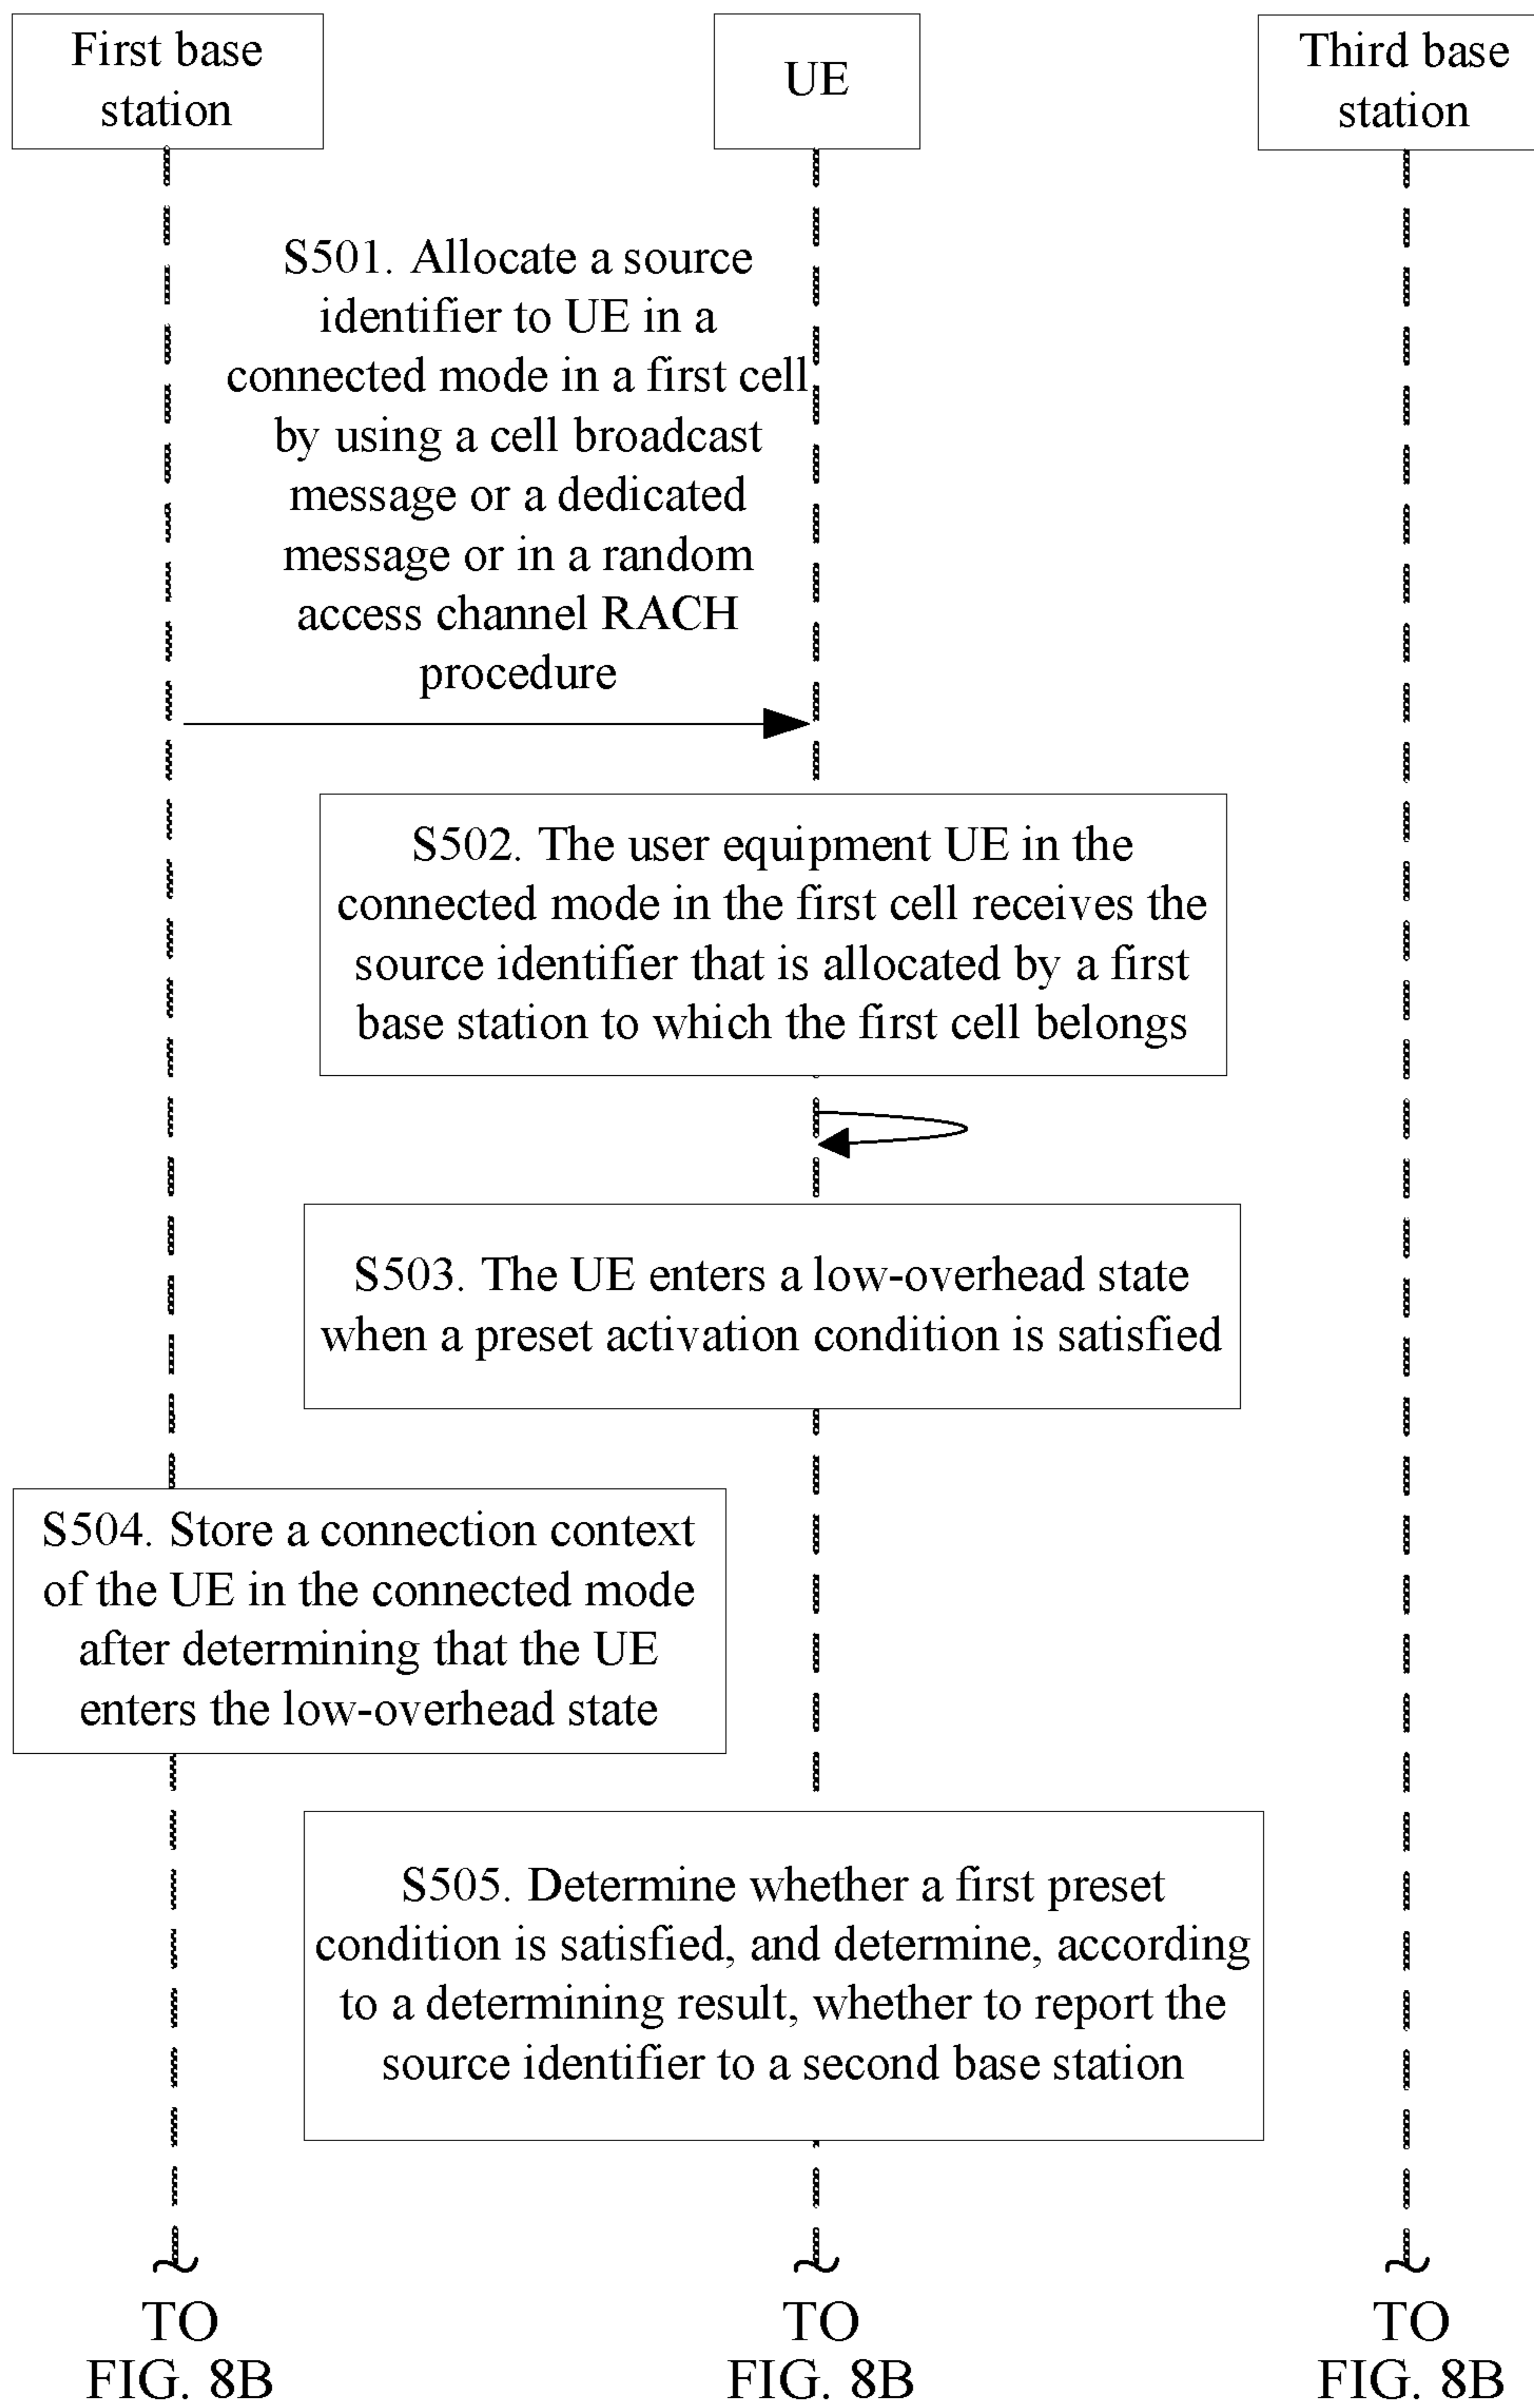 First base
station
UE
Third base
station
S501. Allocate a source
identifier to UE in a
connected mode in a first cell
by using a cell broadcast
message or a dedicated
message or in a random
access channel RACH
procedure
S502. The user equipment UE in the
connected mode in the first cell receives the
source identifier that is allocated by a first
base station to which the first cell belongs
S503. The UE enters a low-overhead state
when a preset activation condition is satisfied
S504. Store a connection context
of the UE in the connected mode
after determining that the UE
enters the low-overhead state
S505. Determine whether a first preset
condition is satisfied, and determine, according
to a determining result, whether to report the
source identifier to a second base station
TO
FIG. 8B
TO
FIG. 8B
TO
FIG. 8B